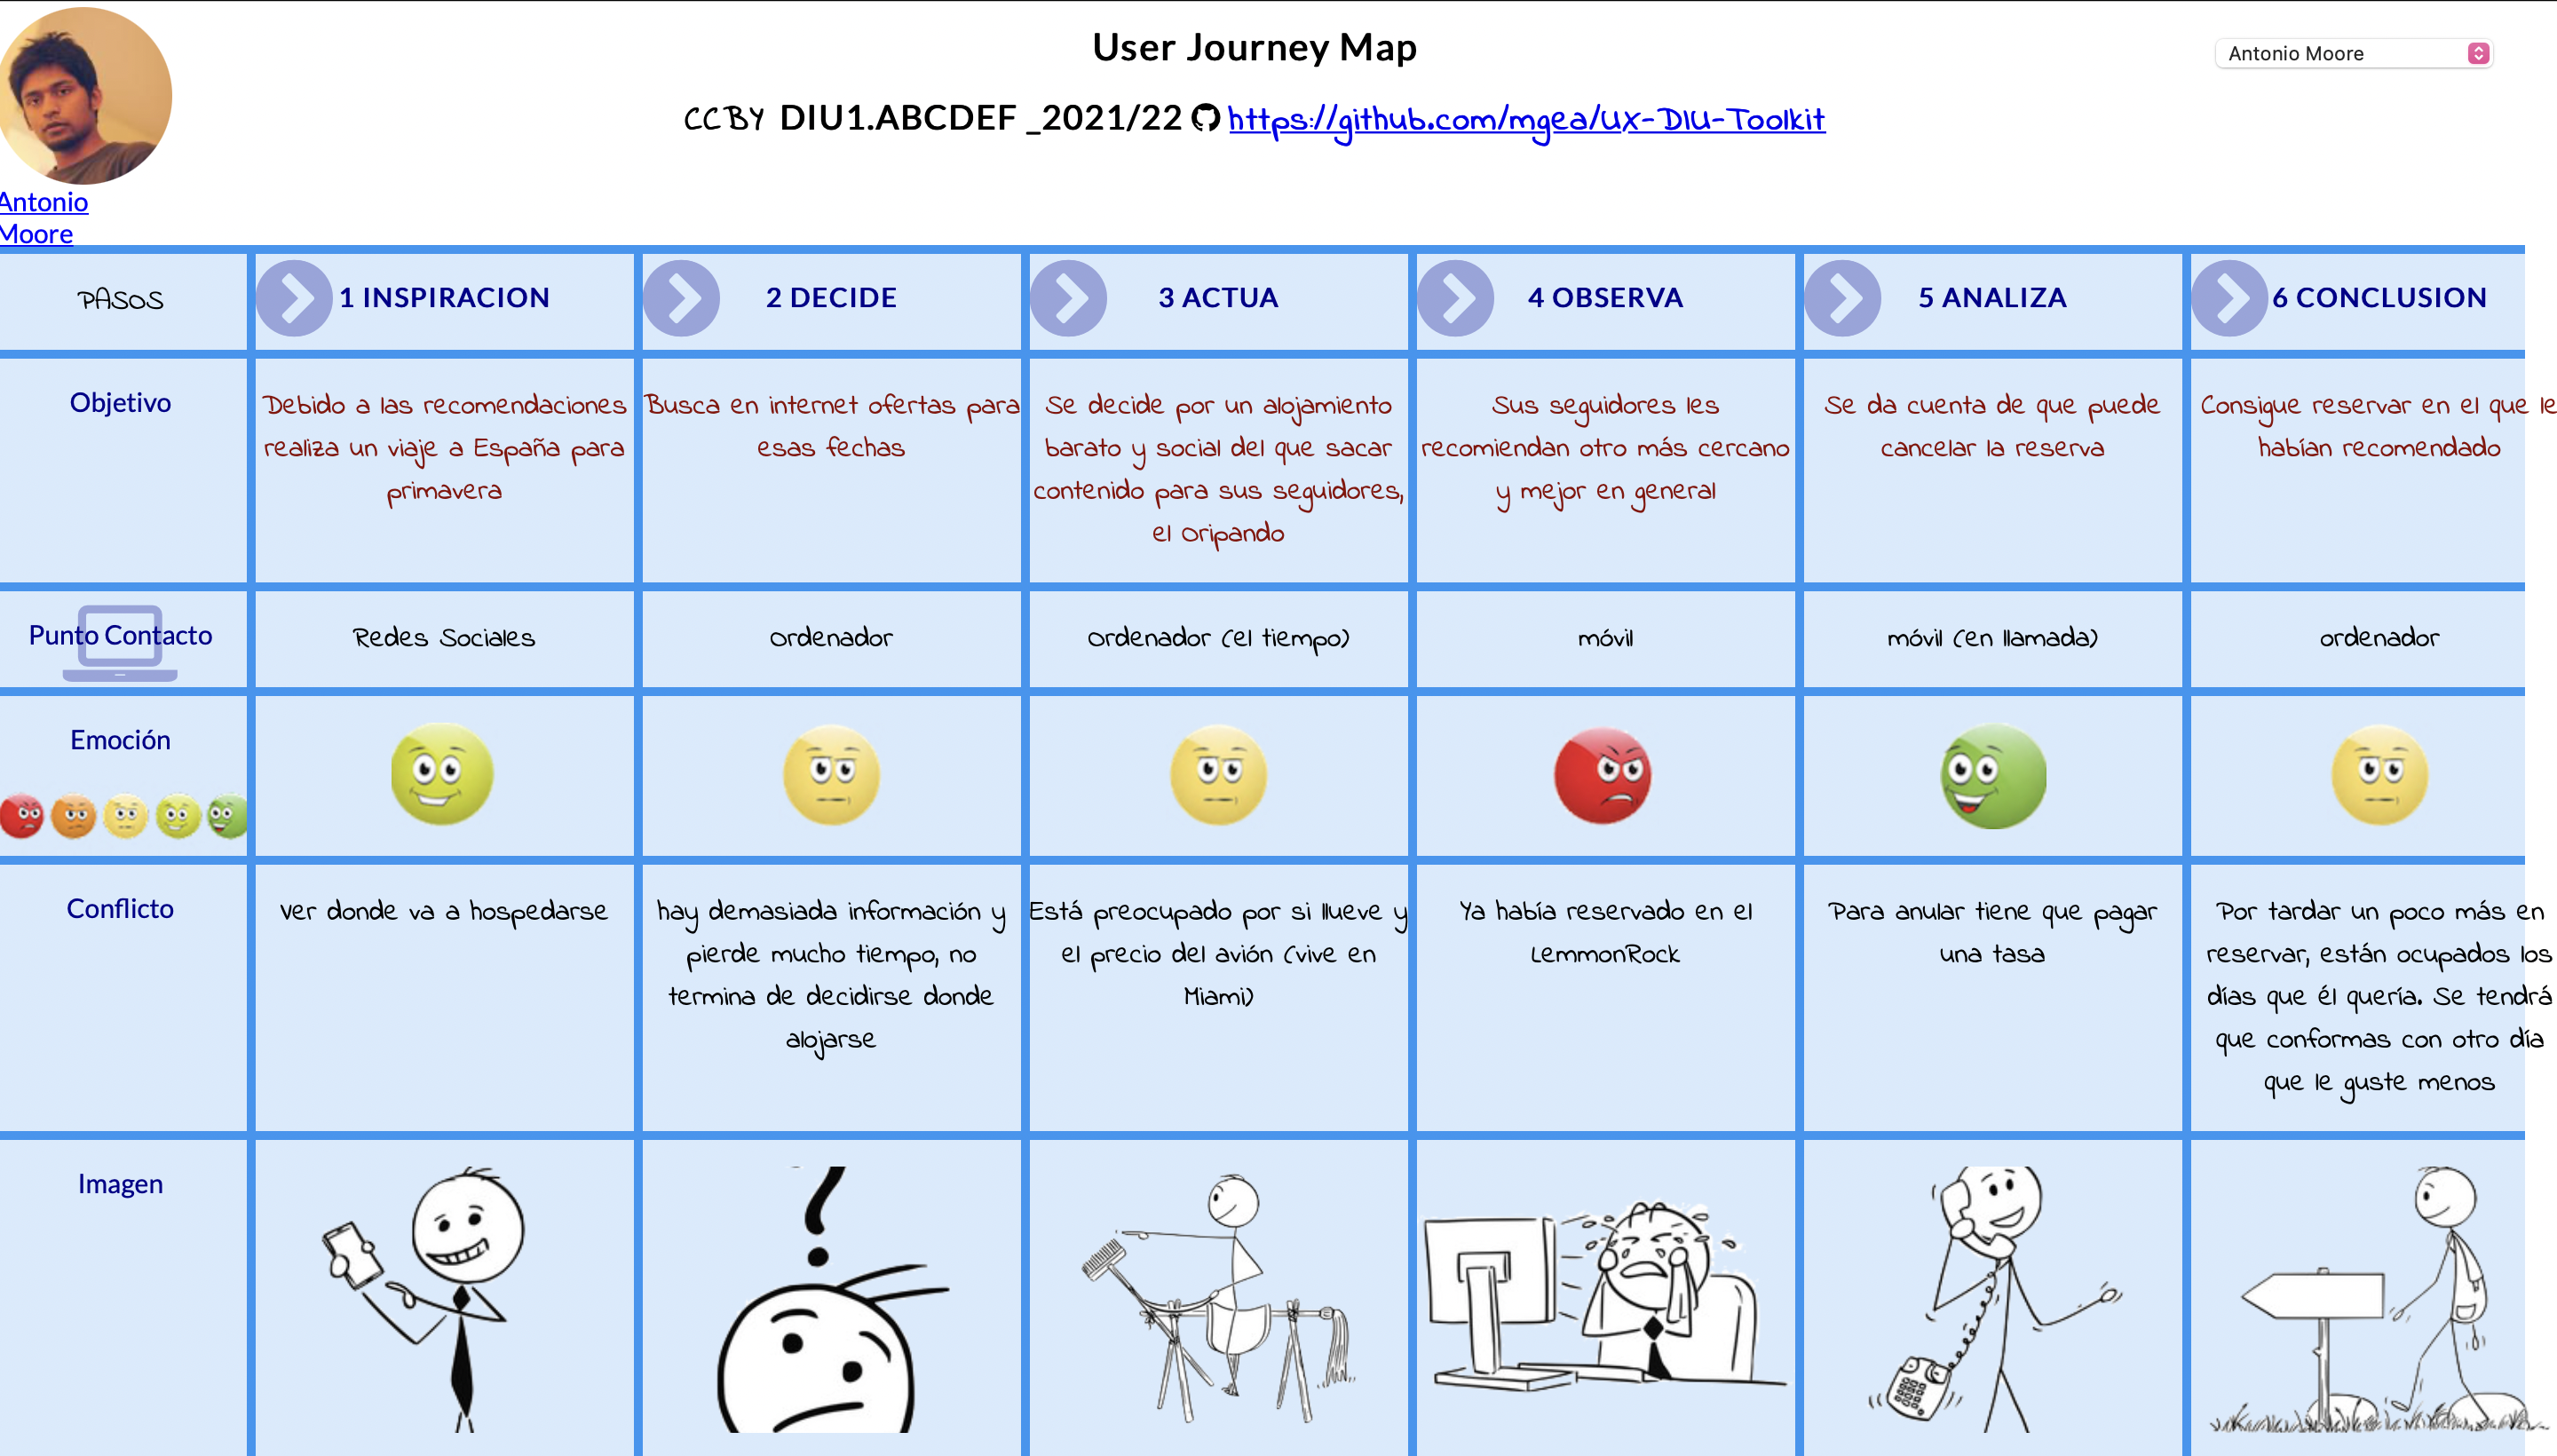 User Journey Map
Antonio Moore
CCBY DIU1.ABCDEF _2021/22 https://github.com/mgea/UX-DIU-Toolkit
Antonio
Moore
PASOS
1 INSPIRACION
2 DECIDE
3 ACTUA
4 OBSERVA
5 ANALIZA
6 CONCLUSION
Objetivo
Debido a las recomendaciones
realiza un viaje a España para
primavera
Busca en internet ofertas para
esas fechas
Se decide por un alojamiento
barato y social del que sacar
contenido para sus seguidores,
el Oripando
Sus seguidores les
recomiendan otro más cercano
y mejor en general
Se da cuenta de que puede
cancelar la reserva
Consigue reservar en el que le
habían recomendado
Punto Contacto
Redes Sociales
Ordenador
Ordenador (el tiempo)
móvil
móvil (en llamada)
ordenador
Emoción
Conflicto
Ver donde va a hospedarse
hay demasiada información y
pierde mucho tiempo, no
termina de decidirse donde
alojarse
Está preocupado por si llueve y
el precio del avión (vive en
Miami)
Ya había reservado en el
LemmonRock
Para anular tiene que pagar
una tasa
Por tardar un poco más en
reservar, están ocupados los
días que él quería. Se tendrá
que conformas con otro día
que le guste menos
Imagen
?